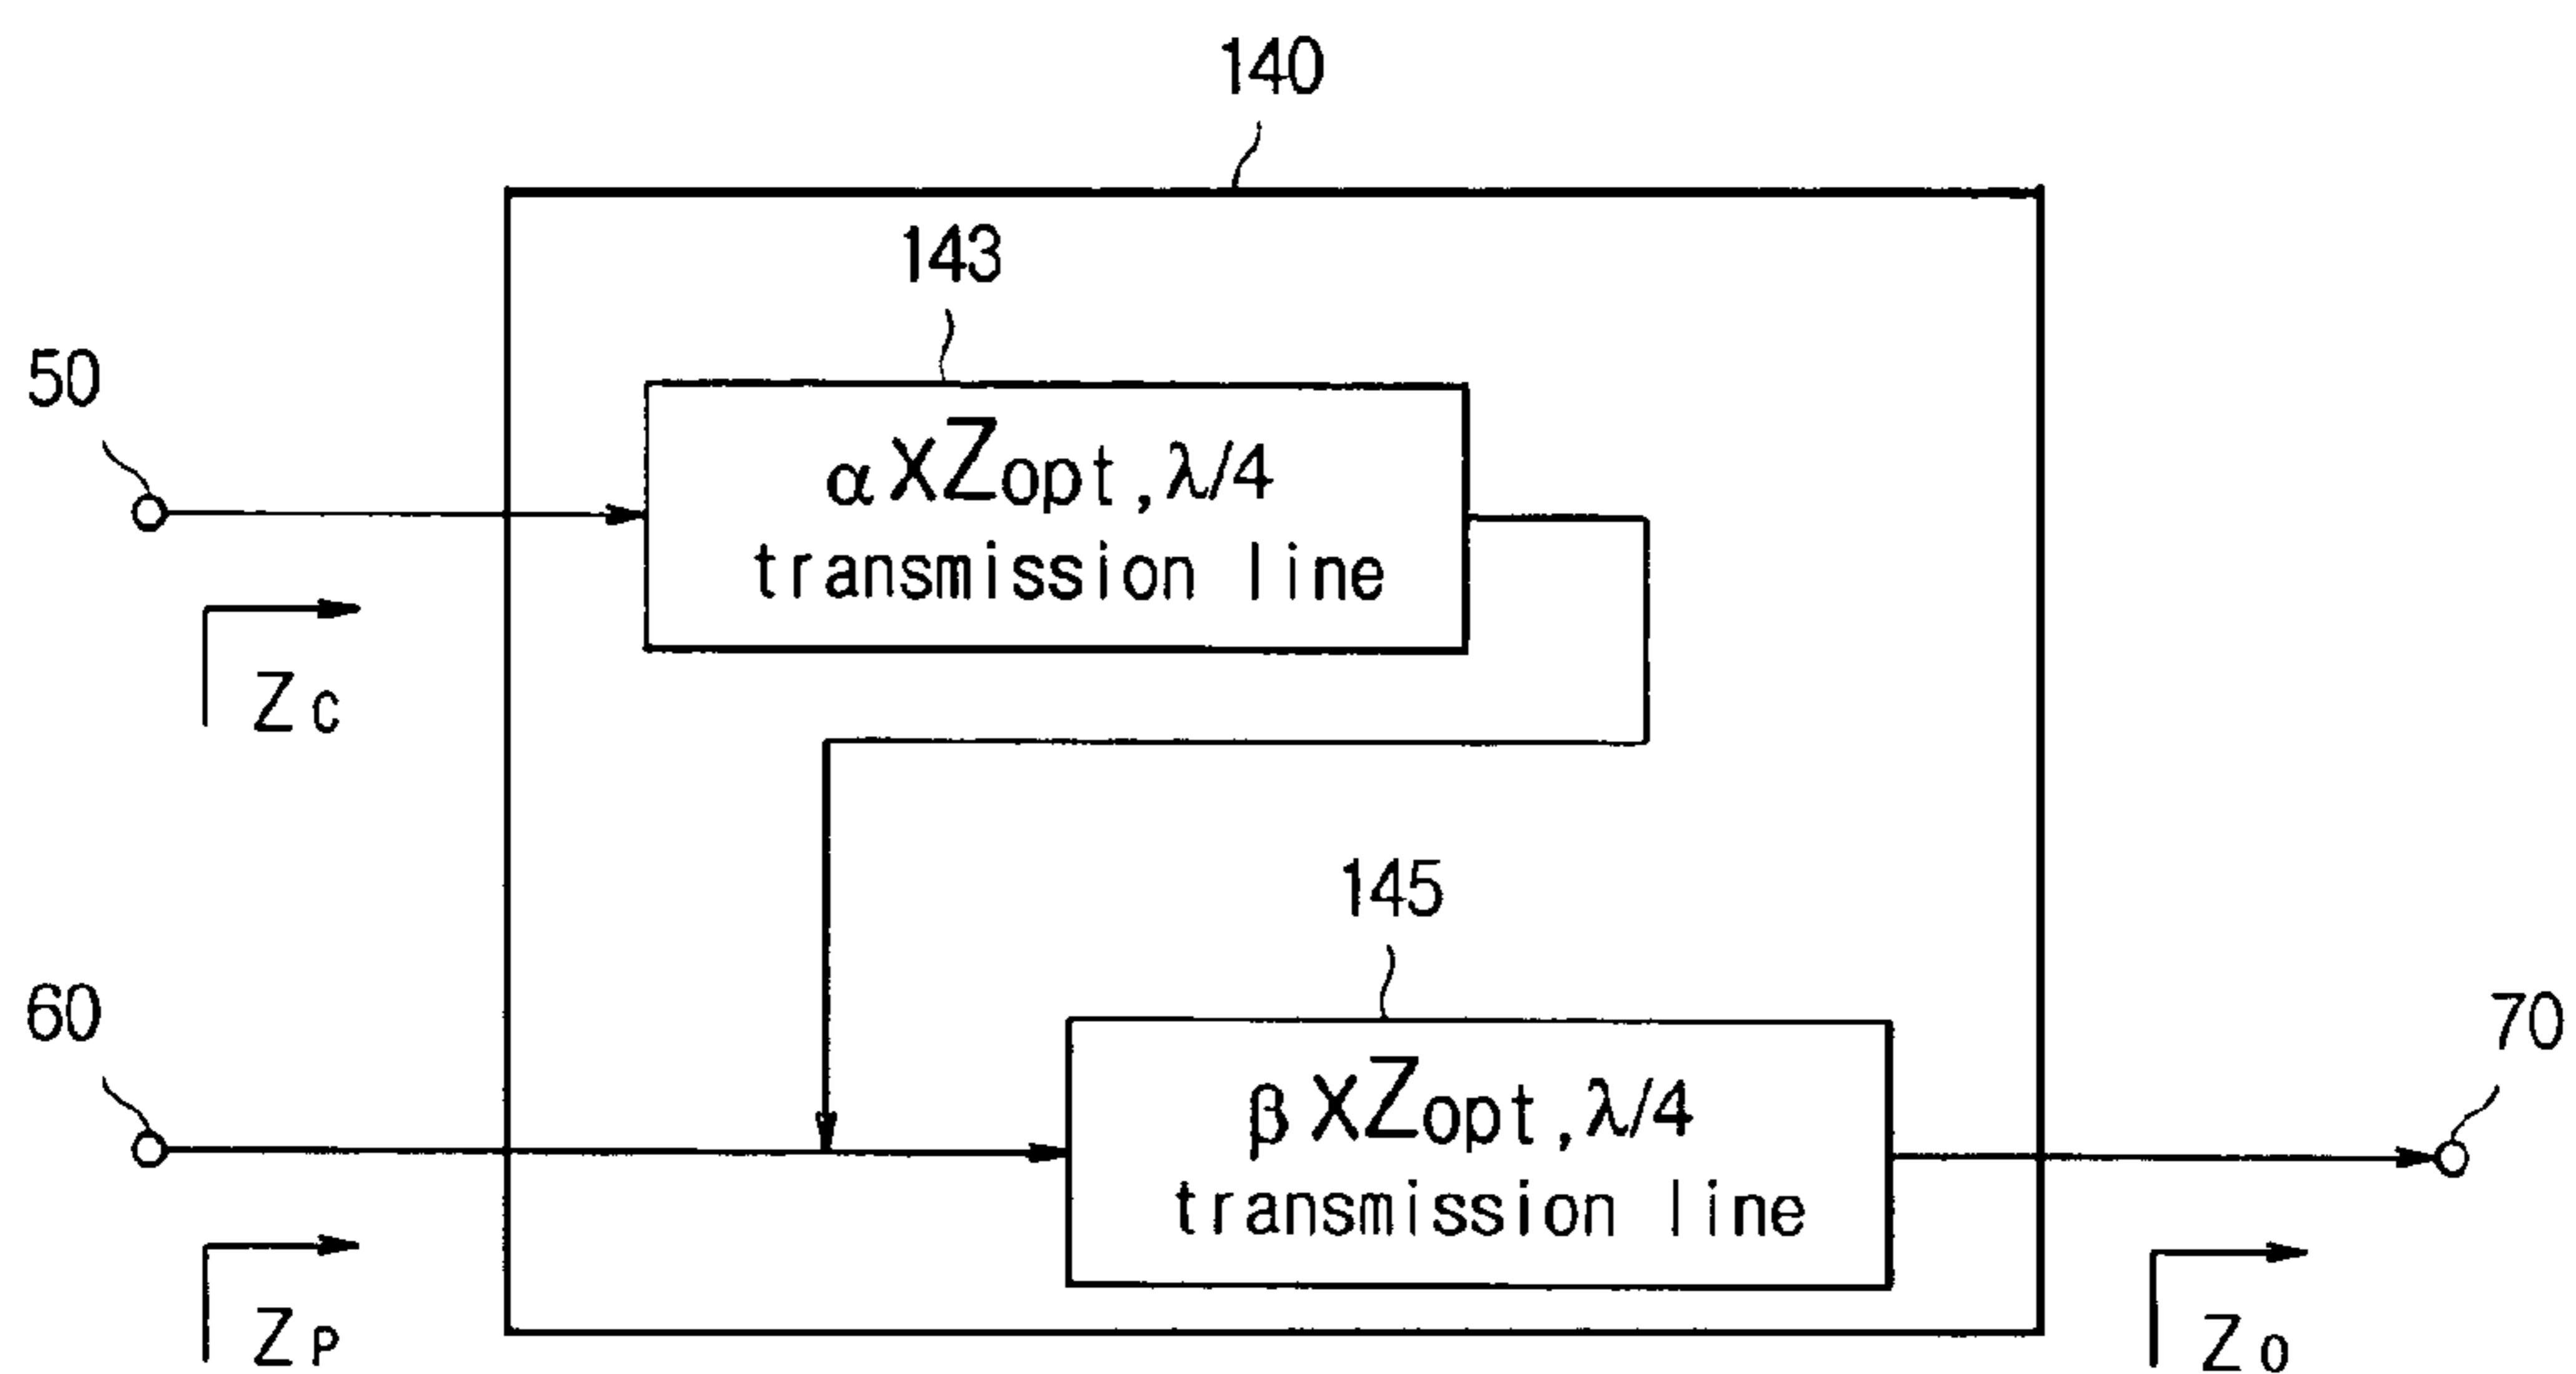 140
143
50
αXZopt,λ/4
transmission line
Zc
145
60
70
βXZopt,λ/4
transmission line
ZP
Zo